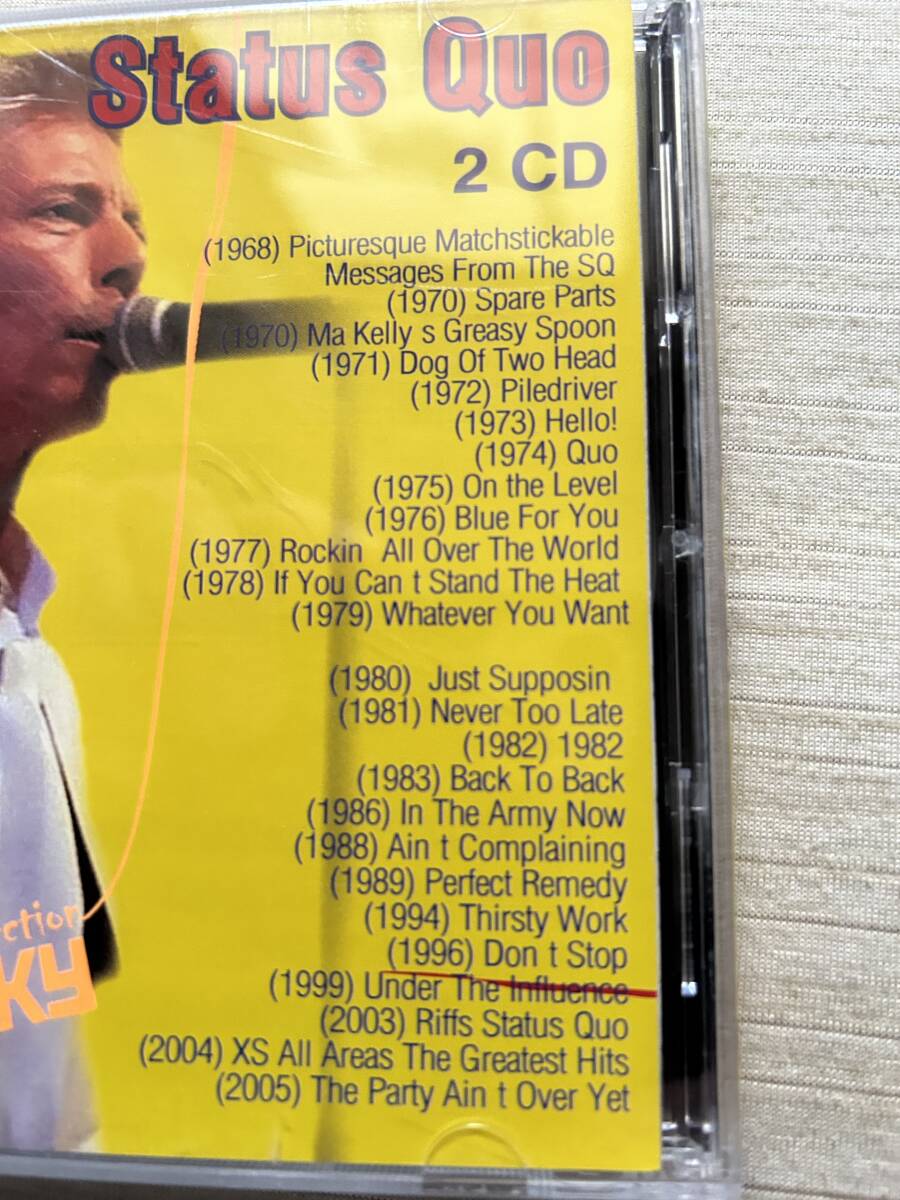 Status Quo
2 CD
(1968) Picturesque Matchstickable
Messages From The SQ
(1970) Spare Parts
(1970) Ma Kelly s Greasy Spoon
(1971) Dog Of Two Head
(1972) Piledriver
(1973) Hello!
(1974) Quo
(1975) On the Level
(1976) Blue For You
(1977) Rockin  All Over The World
(1978) If You Can t Stand The Heat
(1979) Whatever You Want
(1980)  Just Supposin
(1981) Never Too Late
(1982) 1982
(1983) Back To Back
(1986) In The Army Now
(1988) Ain t Complaining
(1989) Perfect Remedy
(1994) Thirsty Work
(1996) Don t Stop
(1999) Under The Influence
(2003) Riffs Status Quo
(2004) XS All Areas The Greatest Hits
(2005) The Party Ain t Over Yet
ction
KY